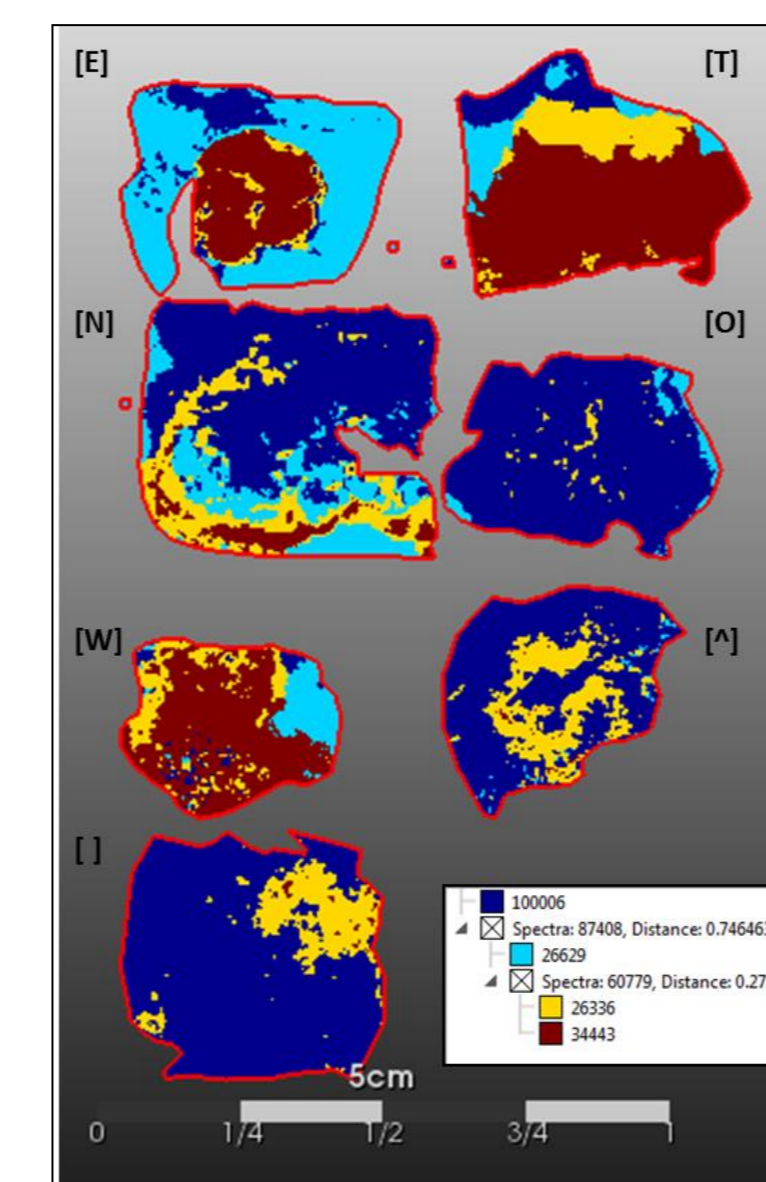 [E] [T]
[N] [O]
[W] [^]
[ ]
100006
Spectra: 87408, Distance: 0.74646
26629
Spectra: 60779, Distance: 0.27
26336
34443
5cm
0 1/4 1/2 3/4 1